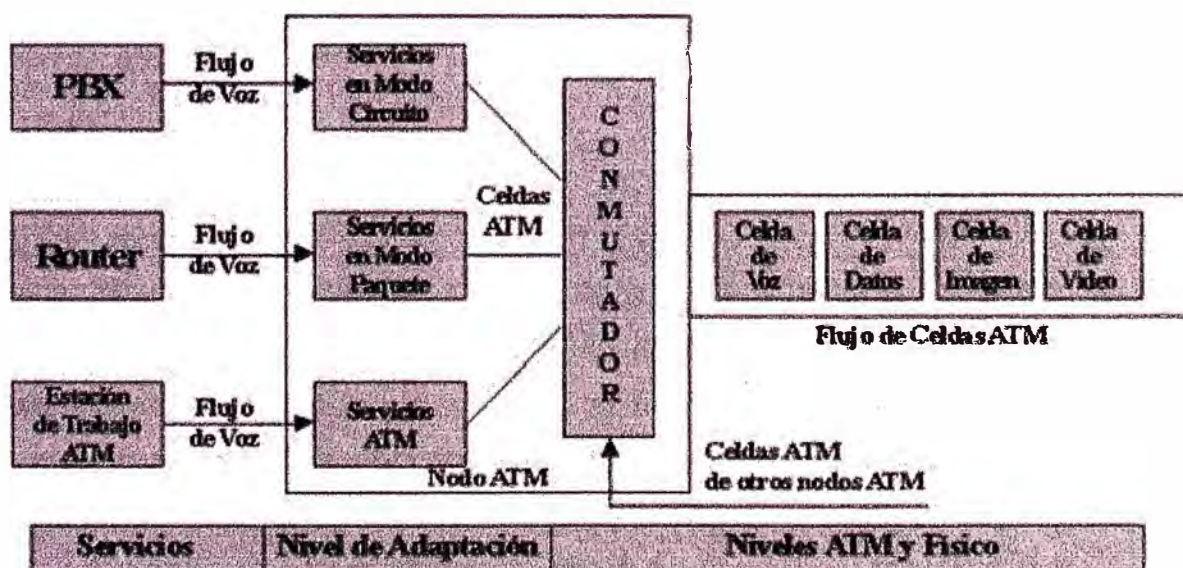 PBX
Flujo
de Voz
Servicios
en Modo
Circuito
Router
Flujo
de Voz
Servicios
en Modo
Paquete
Estación
de Trabajo
ATM
Flujo
de Voz
Servicios
ATM
Celdas
ATM
CONMUTADOR
Nodo ATM
Celda
de
Voz
Celda
de
Datos
Celda
de
Imagen
Celda
de
Video
Flujo de Celdas ATM
Celdas ATM
de otros nodos ATM
Servicios
Nivel de Adaptación
Niveles ATM y Fisico